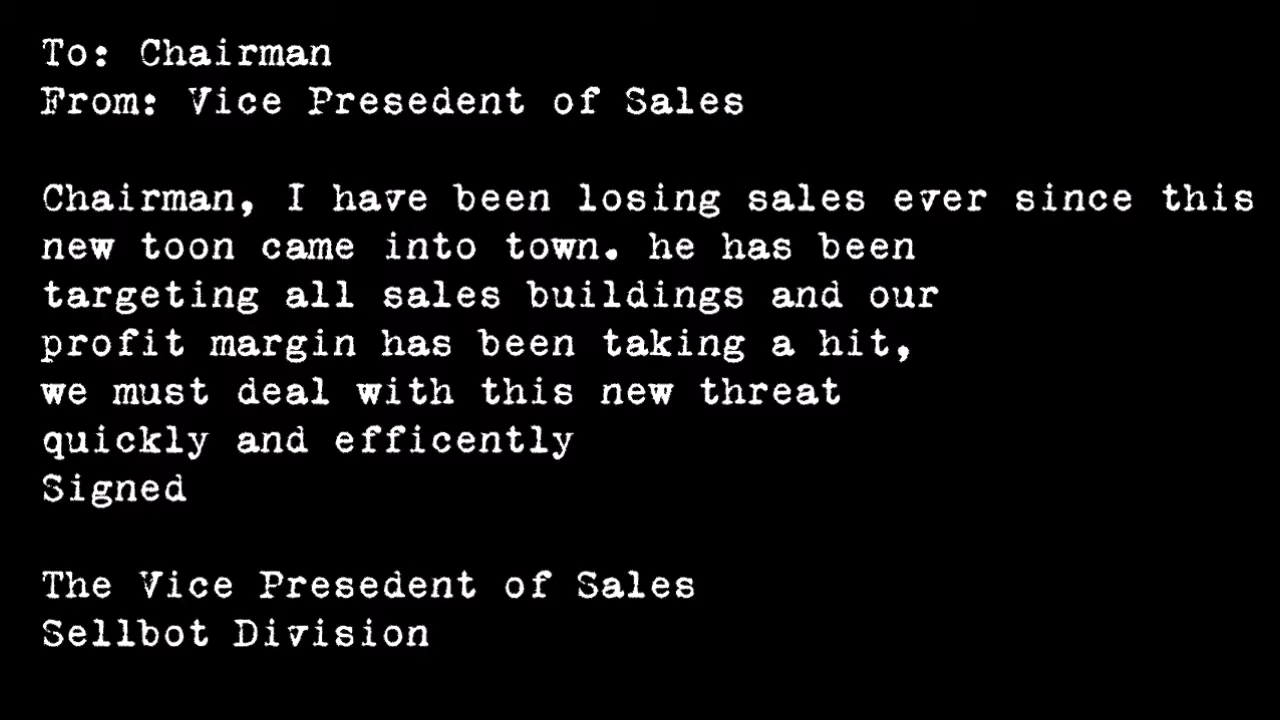 To: Chairman
From: Vice Presedent of Sales
Chairman, I have been losing sales ever since this
new toon came into town. he has been
targeting all sales buildings and our
profit margin has been taking a hit,
we must deal with this new threat
quickly and efficently
Signed
The Vice Presedent of Sales
Sellbot Division